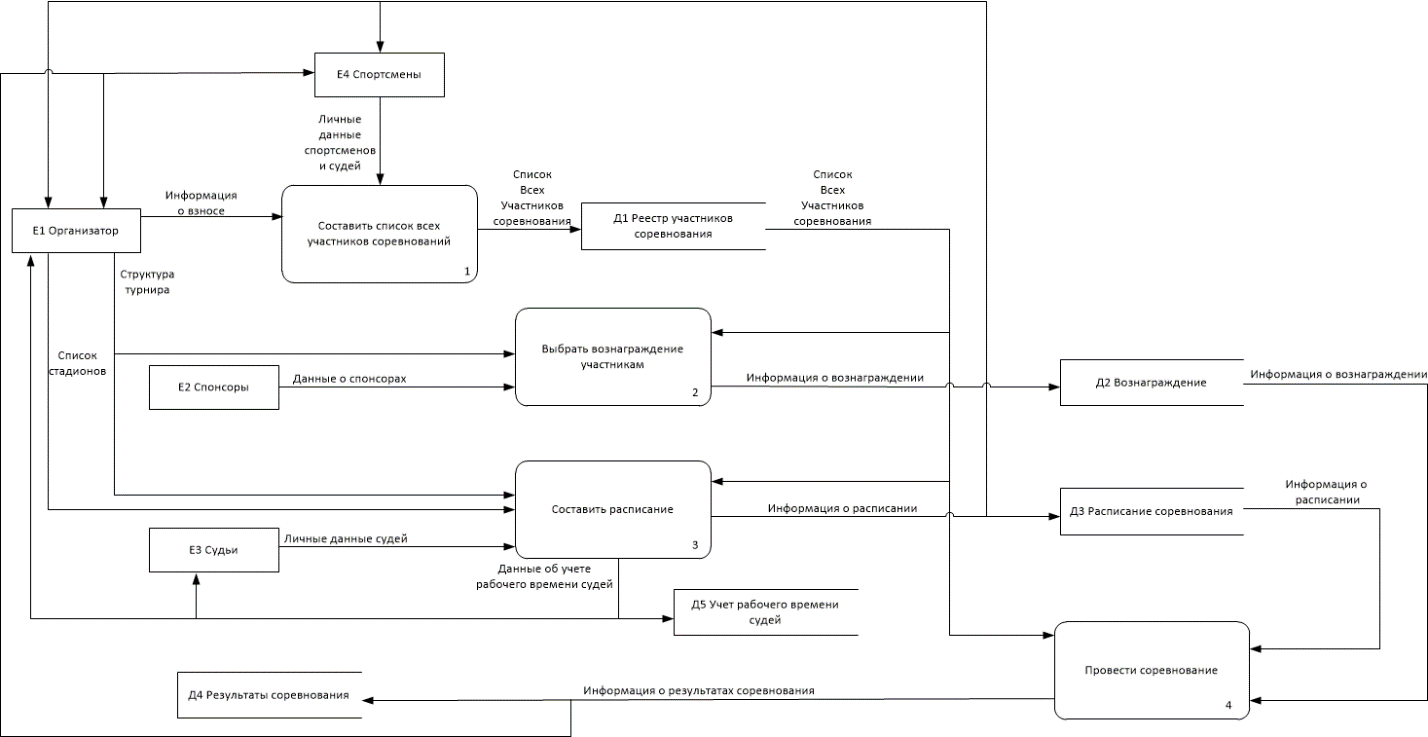 Е4 Спортсмены
Личные
данные
спортсменов
и судей
Информация
о взносе
Е1 Организатор
Составить список всех
участников соревнований
1
Список
Всех
Участников
соревнования
Д1 Реестр участников
соревнования
Список
Всех
Участников
соревнования
Структура
турнира
Список
стадионов
Е2 Спонсоры
Данные о спонсорах
Выбрать вознаграждение
участникам
2
Информация о вознаграждении
Д2 Вознаграждение
Информация о вознаграждении
Составить расписание
3
Информация о расписании
Д3 Расписание соревнования
Информация о
расписании
Е3 Судьи
Личные данные судей
Данные об учете
рабочего времени судей
Д5 Учет рабочего времени
судей
Провести соревнование
4
Информация о результатах соревнования
Д4 Результаты соревнования